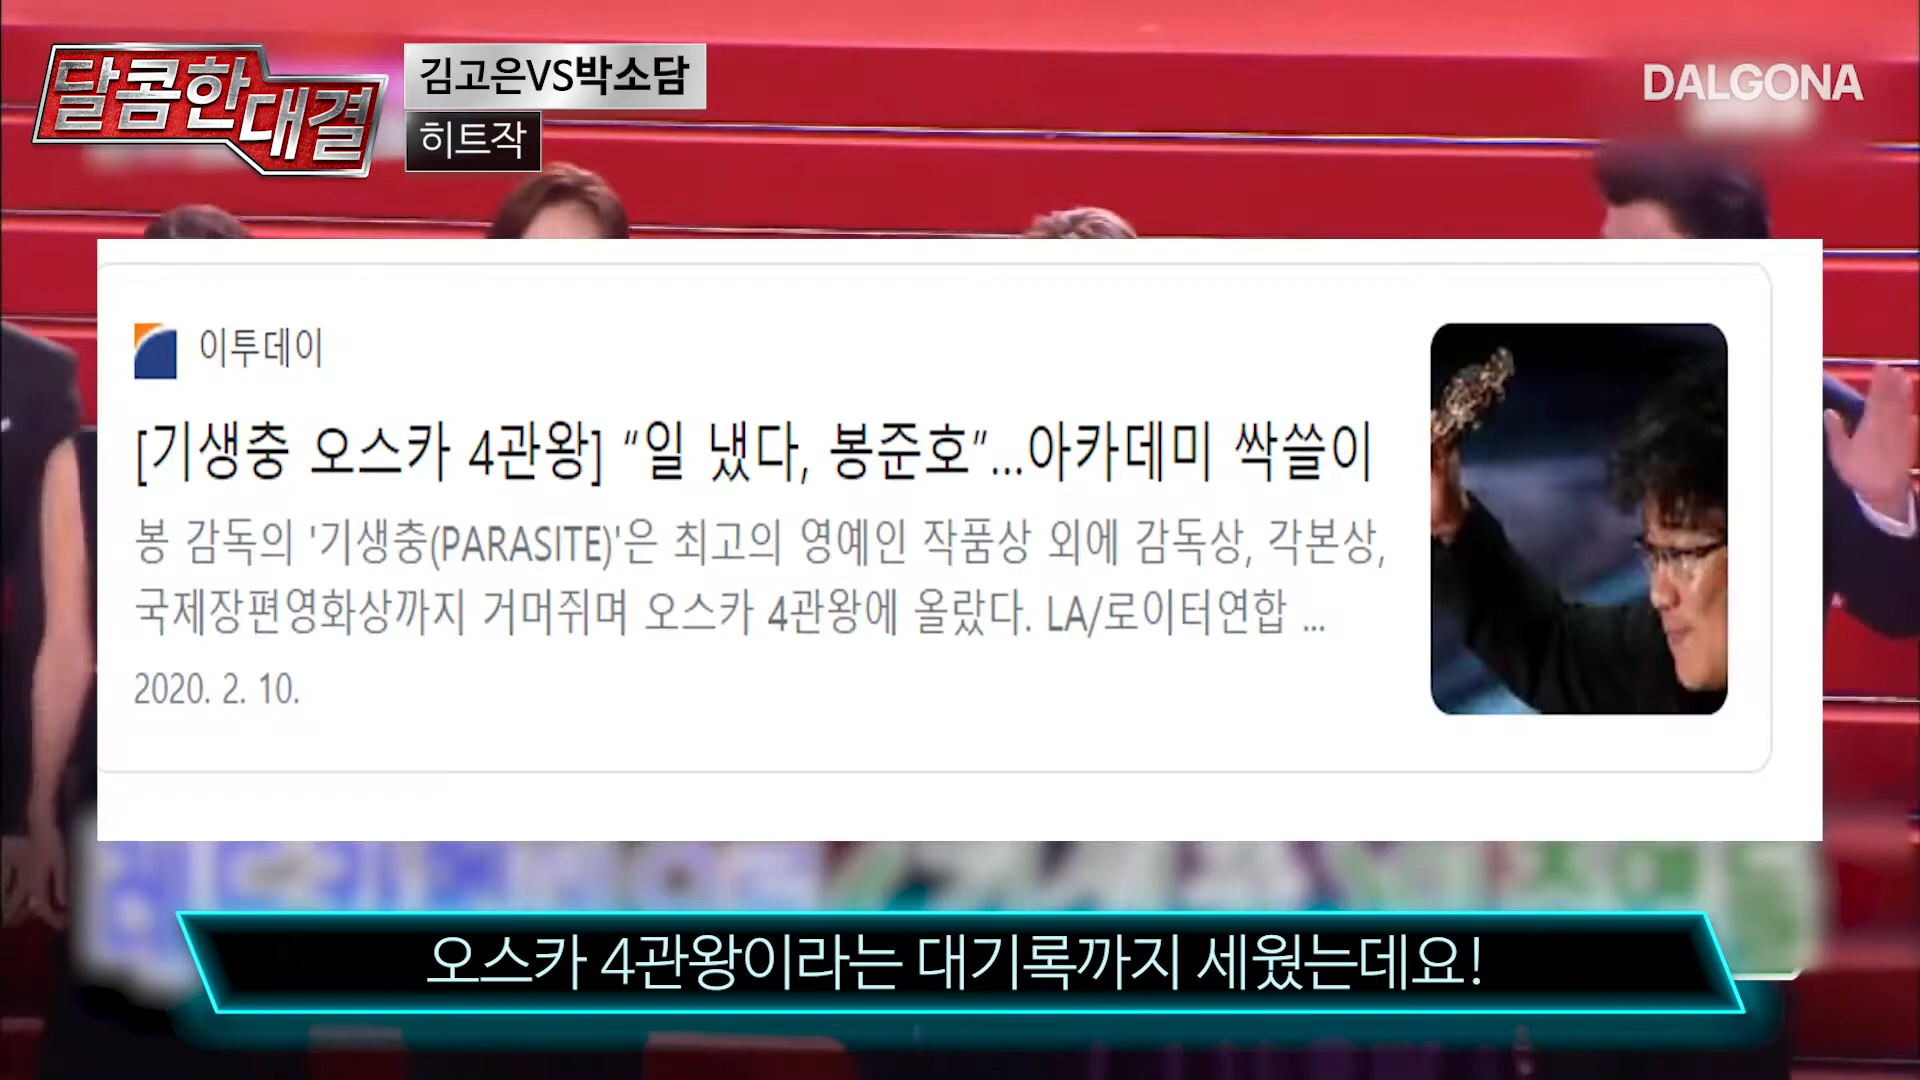 달콤한대결
김고은VS박소담
히트작
DALGONA
이투데이
[기생충 오스카 4관왕] “일 냈다, 봉준호”...아카데미 싹쓸이
봉 감독의 '기생충(PARASITE)'은 최고의 영예인 작품상 외에 감독상, 각본상,
국제장편영화상까지 거머쥐며 오스카 4관왕에 올랐다. LA/로이터연합 ...
2020. 2. 10.
오스카 4관왕이라는 대기록까지 세웠는데요!